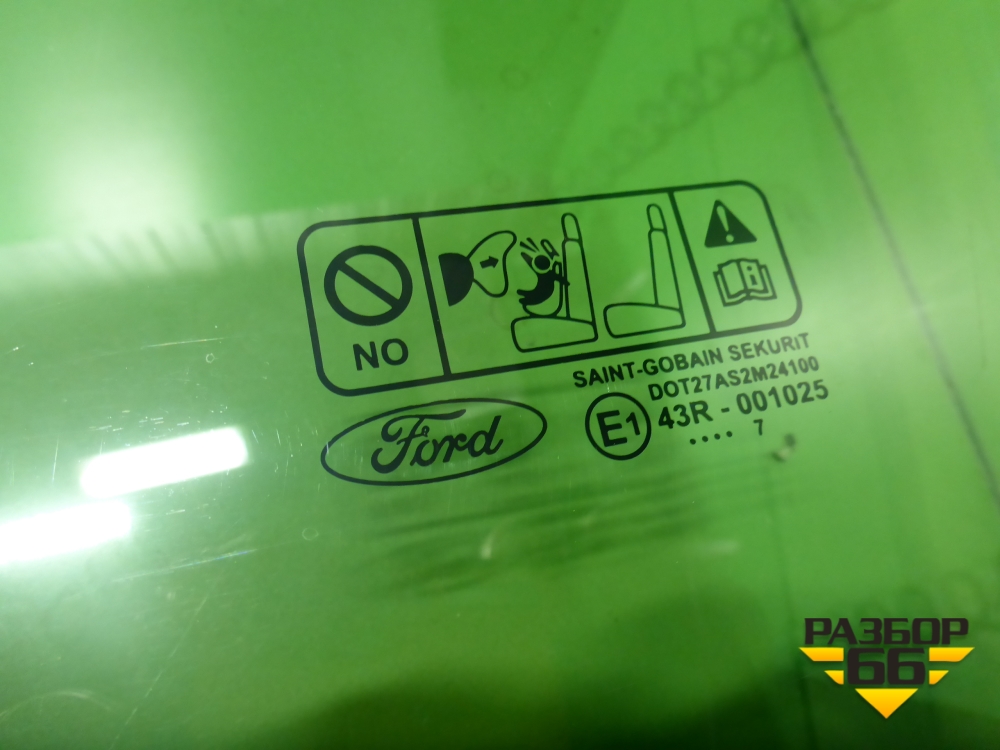 NO
SAINT-GOBAIN SEKURIT
DOT27AS2M24100
Ford
E1 43R - 001025
.... 7
РАЗБОР
66